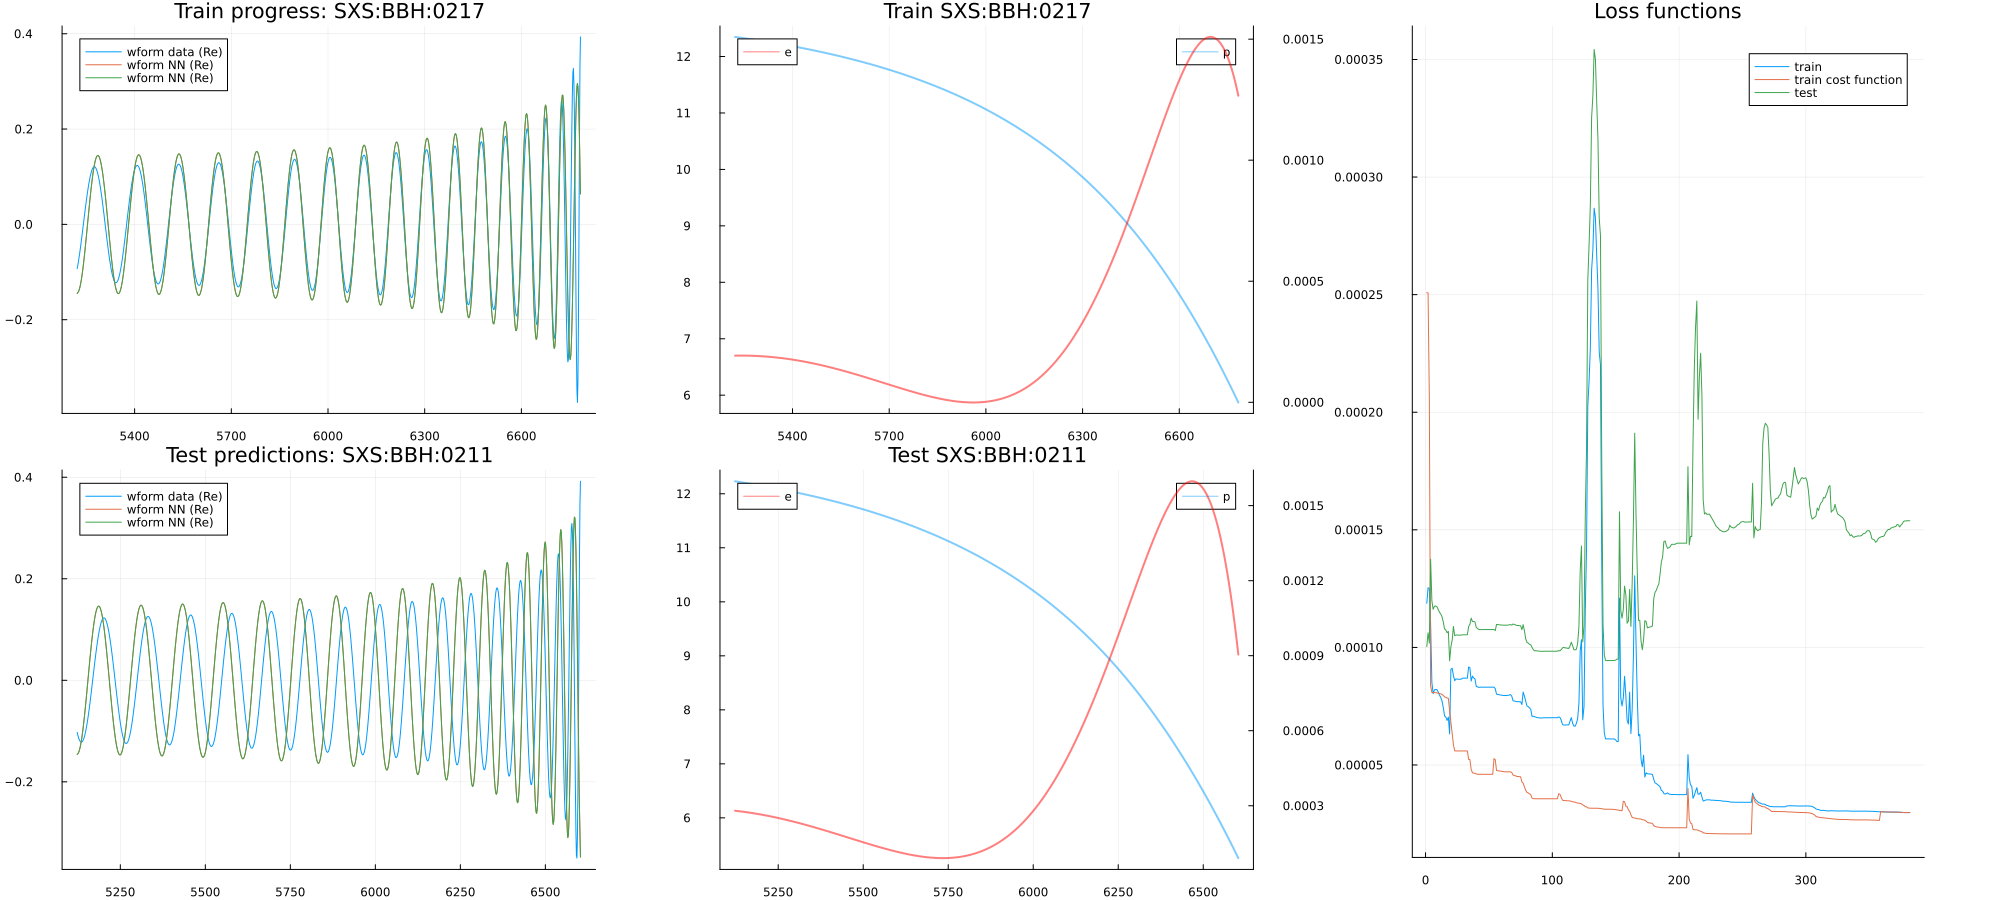 Train progress: SXS:BBH:0217
0.4
0.2
0.0
−0.2
wform data (Re)
wform NN (Re)
wform NN (Re)
5400 5700 6000 6300 6600
Train SXS:BBH:0217
12
11
10
9
8
7
6
e
p
0.0015
0.0010
0.0005
0.0000
5400 5700 6000 6300 6600
Test predictions: SXS:BBH:0211
0.4
0.2
0.0
−0.2
wform data (Re)
wform NN (Re)
wform NN (Re)
5250 5500 5750 6000 6250 6500
Test SXS:BBH:0211
12
11
10
9
8
7
6
e
p
0.0015
0.0012
0.0009
0.0006
0.0003
5250 5500 5750 6000 6250 6500
Loss functions
0.00035
0.00030
0.00025
0.00020
0.00015
0.00010
0.00005
train
train cost function
test
0 100 200 300